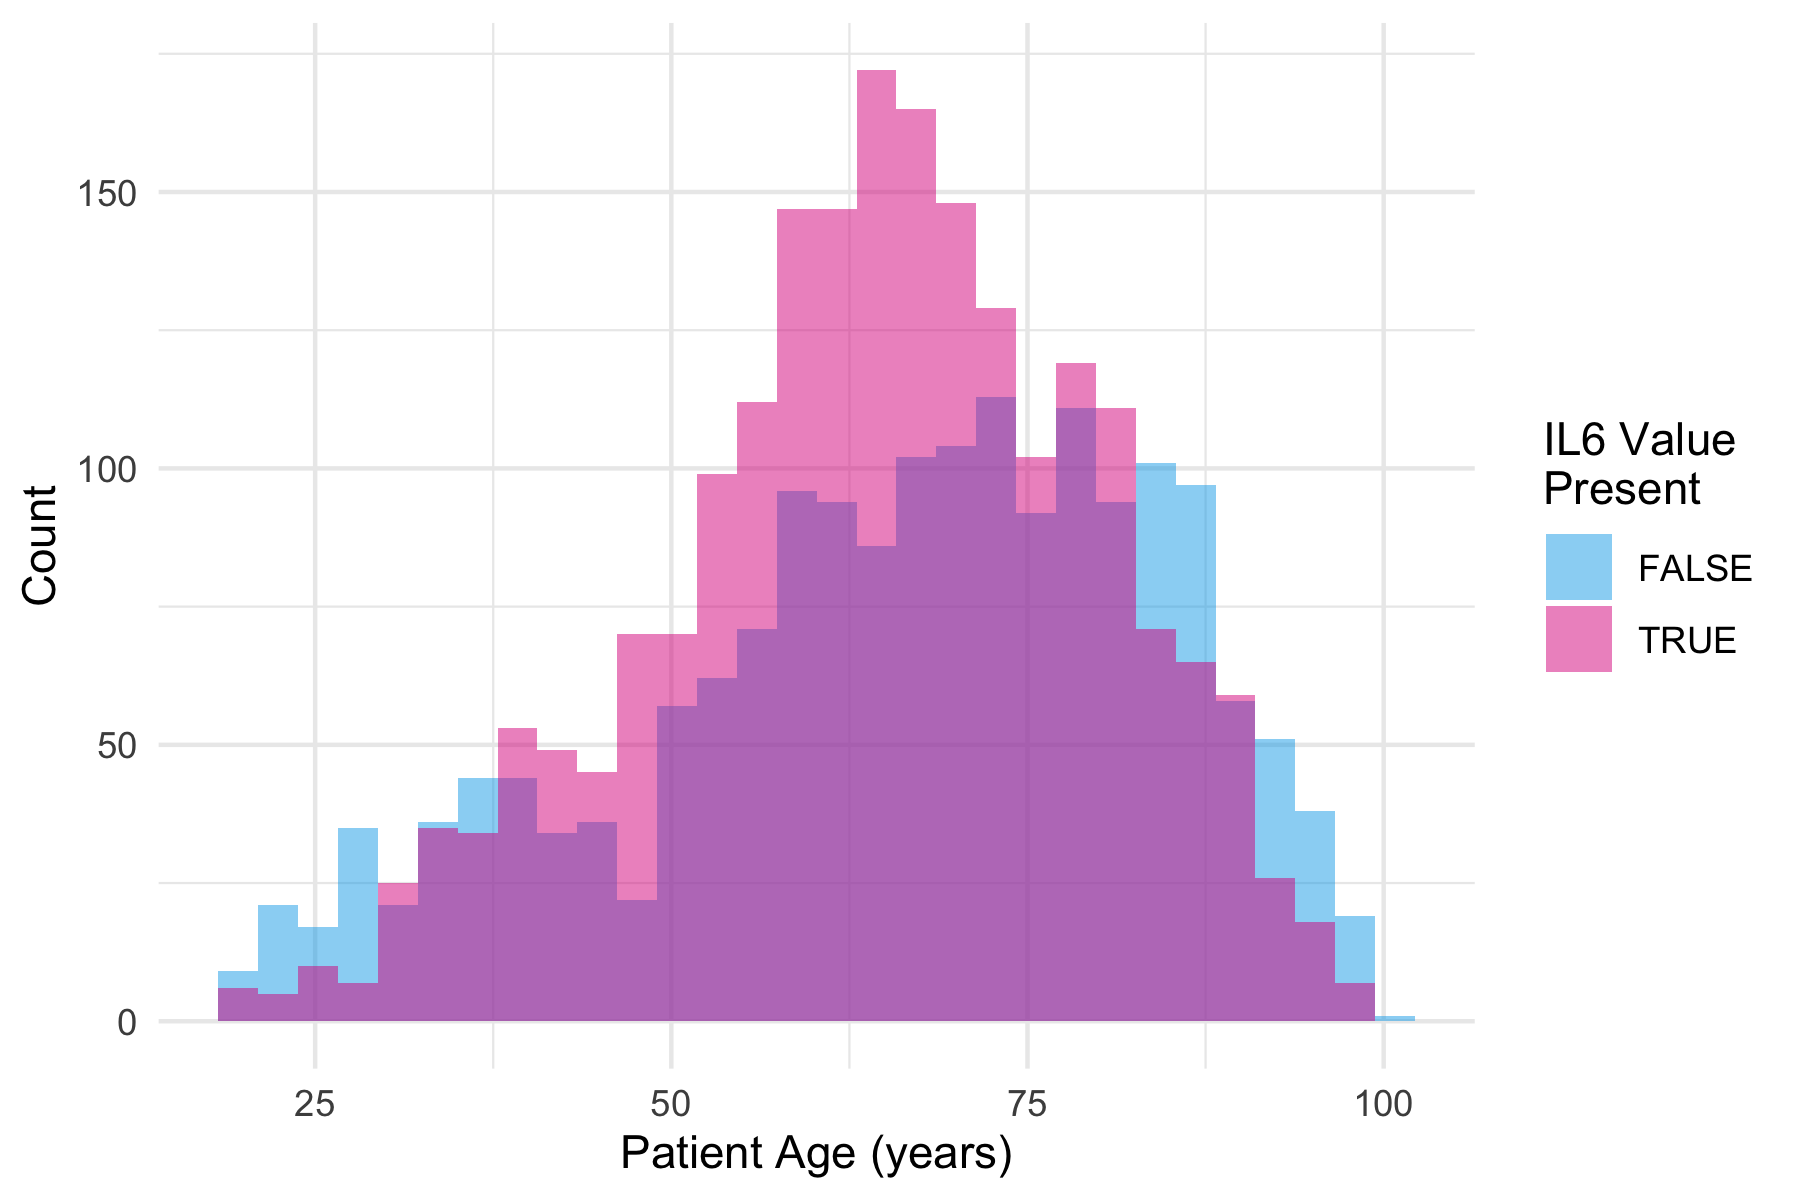 150
100
50
0
Count
25 50 75 100
Patient Age (years)
IL6 Value
Present
FALSE
TRUE